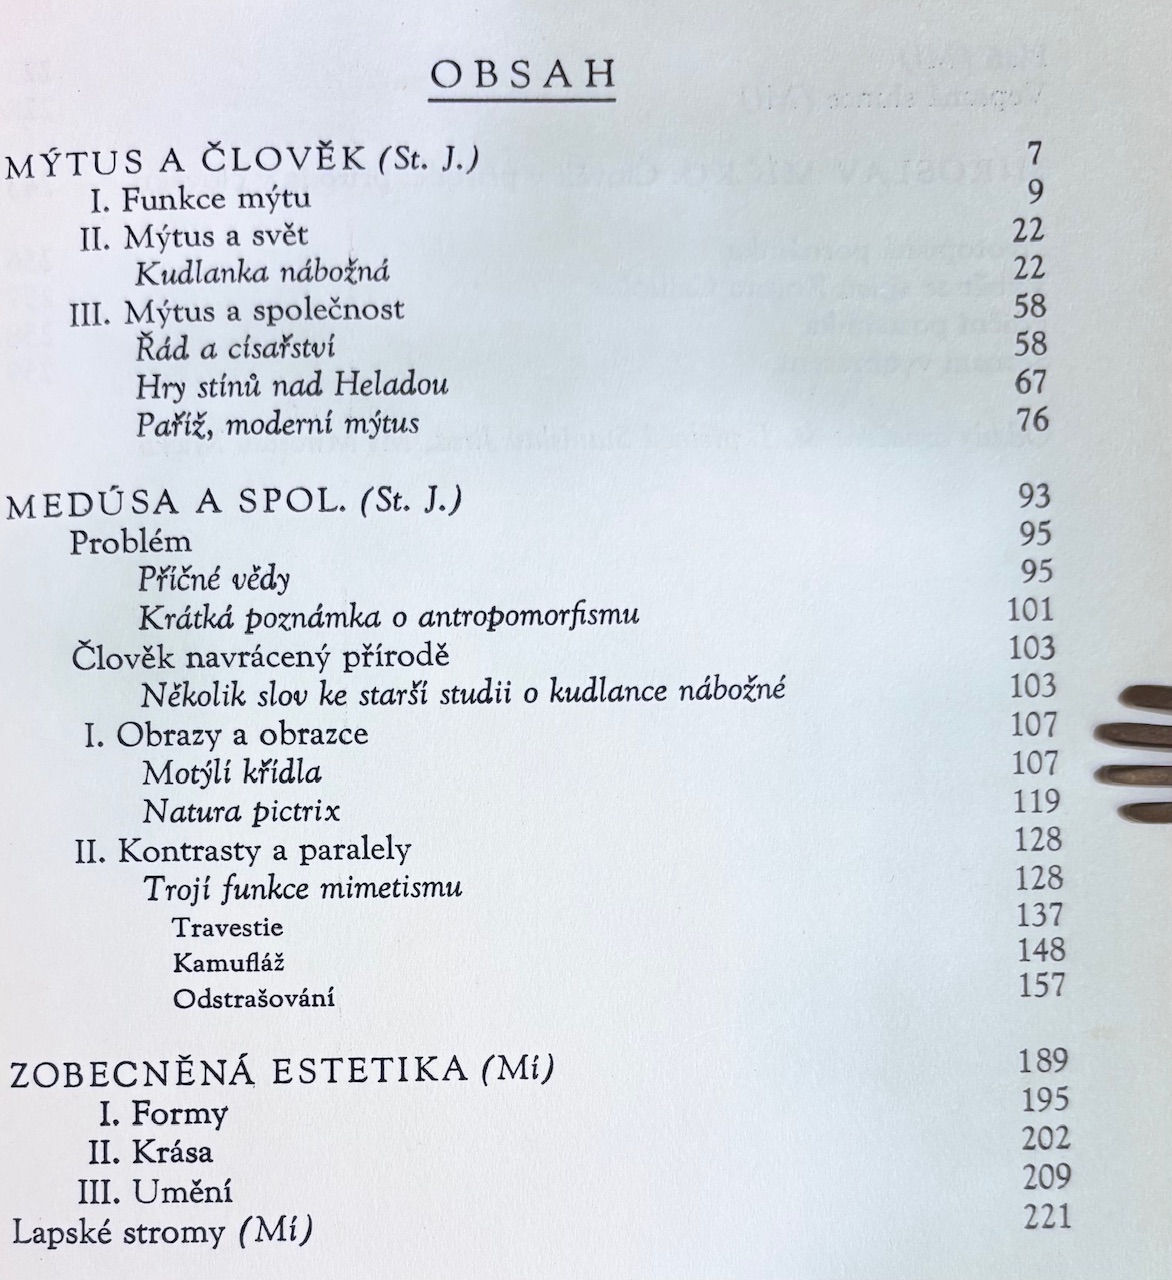 OBSAH
MÝTUS A ČLOVĚK (St. J.) 7
I. Funkce mýtu 9
II. Mýtus a svět 22
Kudlanka nábožná 22
III. Mýtus a společnost 58
Řád a císařství 58
Hry stínů nad Heladou 67
Paříž, moderní mýtus 76
MEDÚSA A SPOL. (St. J.) 93
Problém 95
Příčné vědy 95
Krátká poznámka o antropomorfismu 101
Člověk navrácený přírodě 103
Několik slov ke starší studii o kudlance nábožné 103
I. Obrazy a obrazce 107
Motýlí křídla 107
Natura pictrix 119
II. Kontrasty a paralely 128
Trojí funkce mimetismu 128
Travestie 137
Kamufláž 148
Odstrašování 157
ZOBECNĚNÁ ESTETIKA (Mí) 189
I. Formy 195
II. Krása 202
III. Umění 209
Lapské stromy (Mí) 221